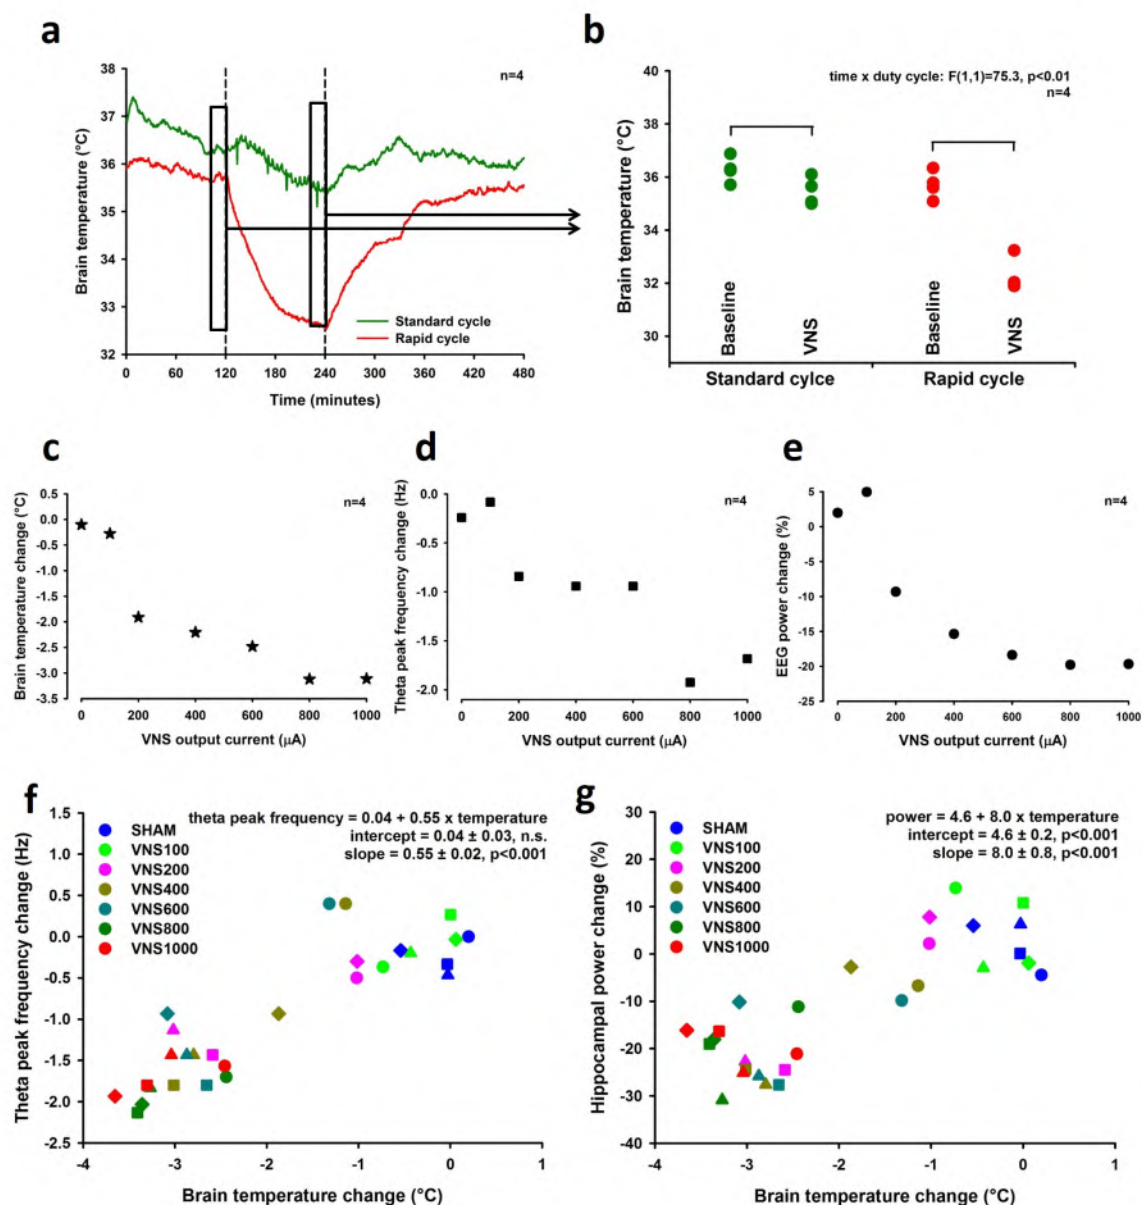 a
n=4
38
37
36
35
34
33
32
Brain temperature (°C)
Standard cycle
Rapid cycle
0 60 120 180 240 300 360 420 480
Time (minutes)
b
time x duty cycle: F(1,1)=75.3, p<0.01
n=4
40
38
36
34
32
30
Brain temperature (°C)
Baseline
VNS
Baseline
VNS
Standard cylce
Rapid cycle
c
n=4
0.5
0.0
-0.5
-1.0
-1.5
-2.0
-2.5
-3.0
-3.5
Brain temperature change (°C)
0 200 400 600 800 1000
VNS output current (µA)
d
n=4
0.0
-0.5
-1.0
-1.5
-2.0
Theta peak frequency change (Hz)
0 200 400 600 800 1000
VNS output current (µA)
e
n=4
5
0
-5
-10
-15
-20
-25
EEG power change (%)
0 200 400 600 800 1000
VNS output current (µA)
f
theta peak frequency = 0.04 + 0.55 x temperature
intercept = 0.04 ± 0.03, n.s.
slope = 0.55 ± 0.02, p<0.001
SHAM
VNS100
VNS200
VNS400
VNS600
VNS800
VNS1000
1.5
1.0
0.5
0.0
-0.5
-1.0
-1.5
-2.0
-2.5
Theta peak frequency change (Hz)
-4 -3 -2 -1 0 1
Brain temperature change (°C)
g
power = 4.6 + 8.0 x temperature
intercept = 4.6 ± 0.2, p<0.001
slope = 8.0 ± 0.8, p<0.001
SHAM
VNS100
VNS200
VNS400
VNS600
VNS800
VNS1000
30
20
10
0
-10
-20
-30
-40
Hippocampal power change (%)
-4 -3 -2 -1 0 1
Brain temperature change (°C)